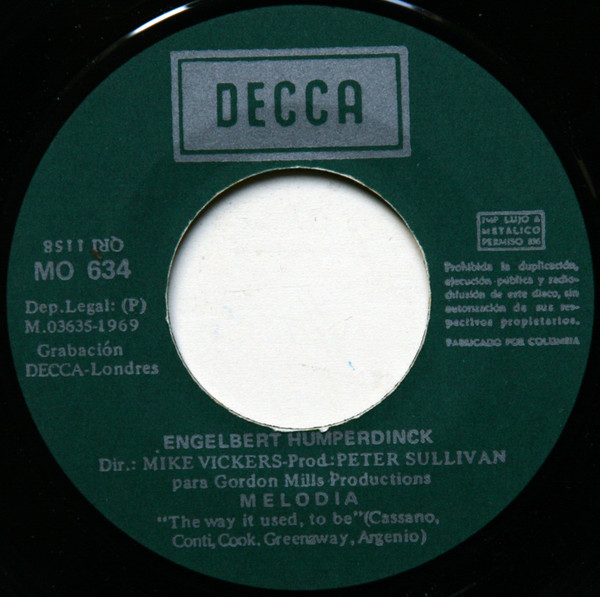 DECCA
QRI 1158
MO 634
Dep.Legal: (P)
M.03635-1969
Grabación
DECCA-Londres
IMP LUJO A
METALICO
PERMISO 816
Prohibida la duplicación,
ejecución pública y radio-
difusión de este disco, sin
autorización de sus res-
pectivos propietarios.
FABRICADO POR COLUMBIA
ENGELBERT HUMPERDINCK
Dir.: MIKE VICKERS-Prod:PETER SULLIVAN
para Gordon Mills Productions
MELODIA
"The way it used, to be"(Cassano,
Conti, Cook. Greenaway, Argenio)